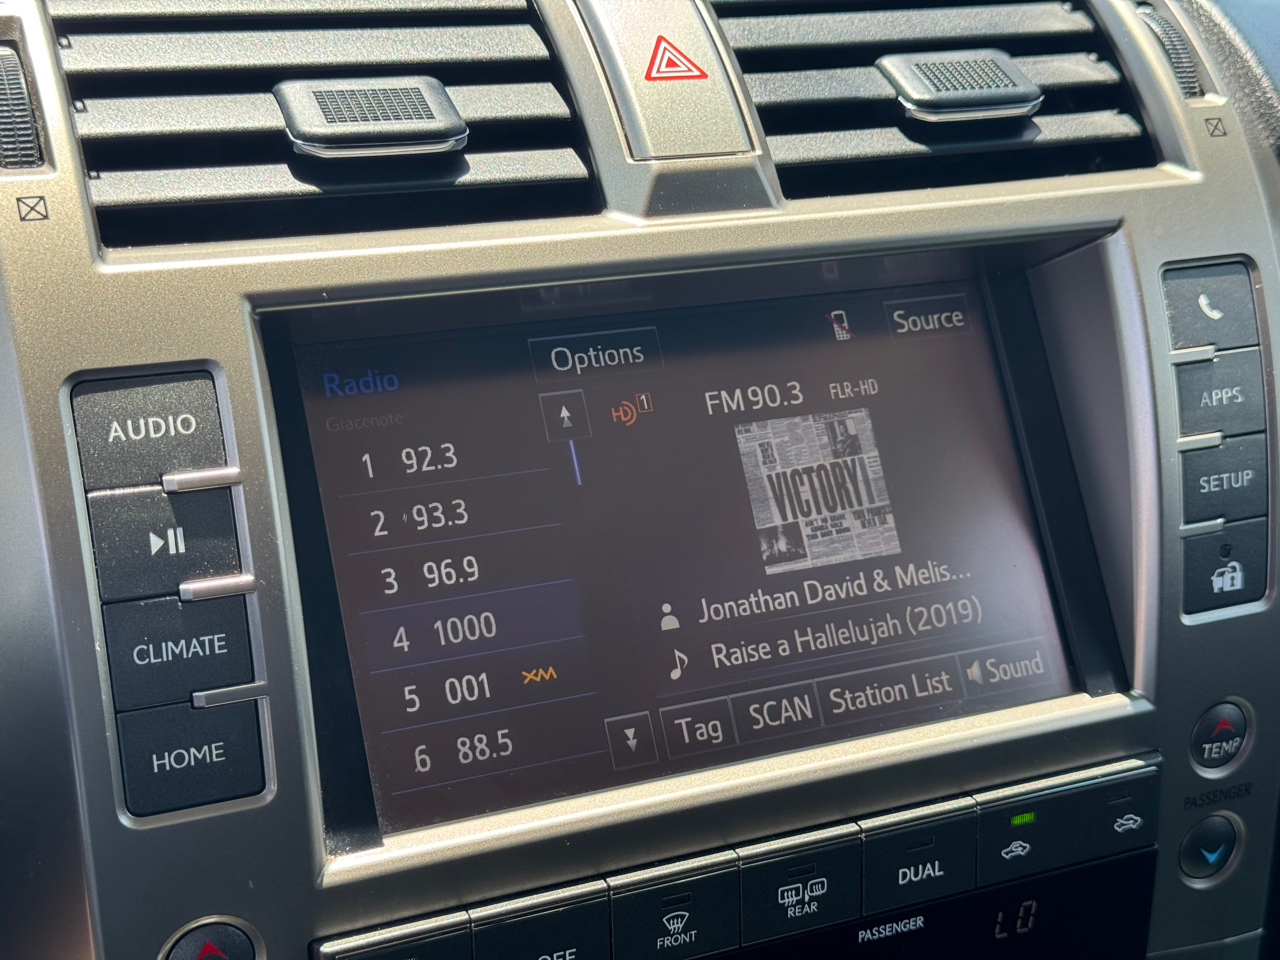 Options
Source
Radio
Gracenote
HD 1
FM 90.3 FLR-HD
1 92.3
2 93.3
3 96.9
4 1000
5 001 XM
6 88.5
VICTORY!
Jonathan David & Melis...
Raise a Hallelujah (2019)
Tag
SCAN
Station List
Sound
AUDIO
CLIMATE
HOME
APPS
SETUP
TEMP
PASSENGER
OFF
FRONT
REAR
DUAL
PASSENGER
LO